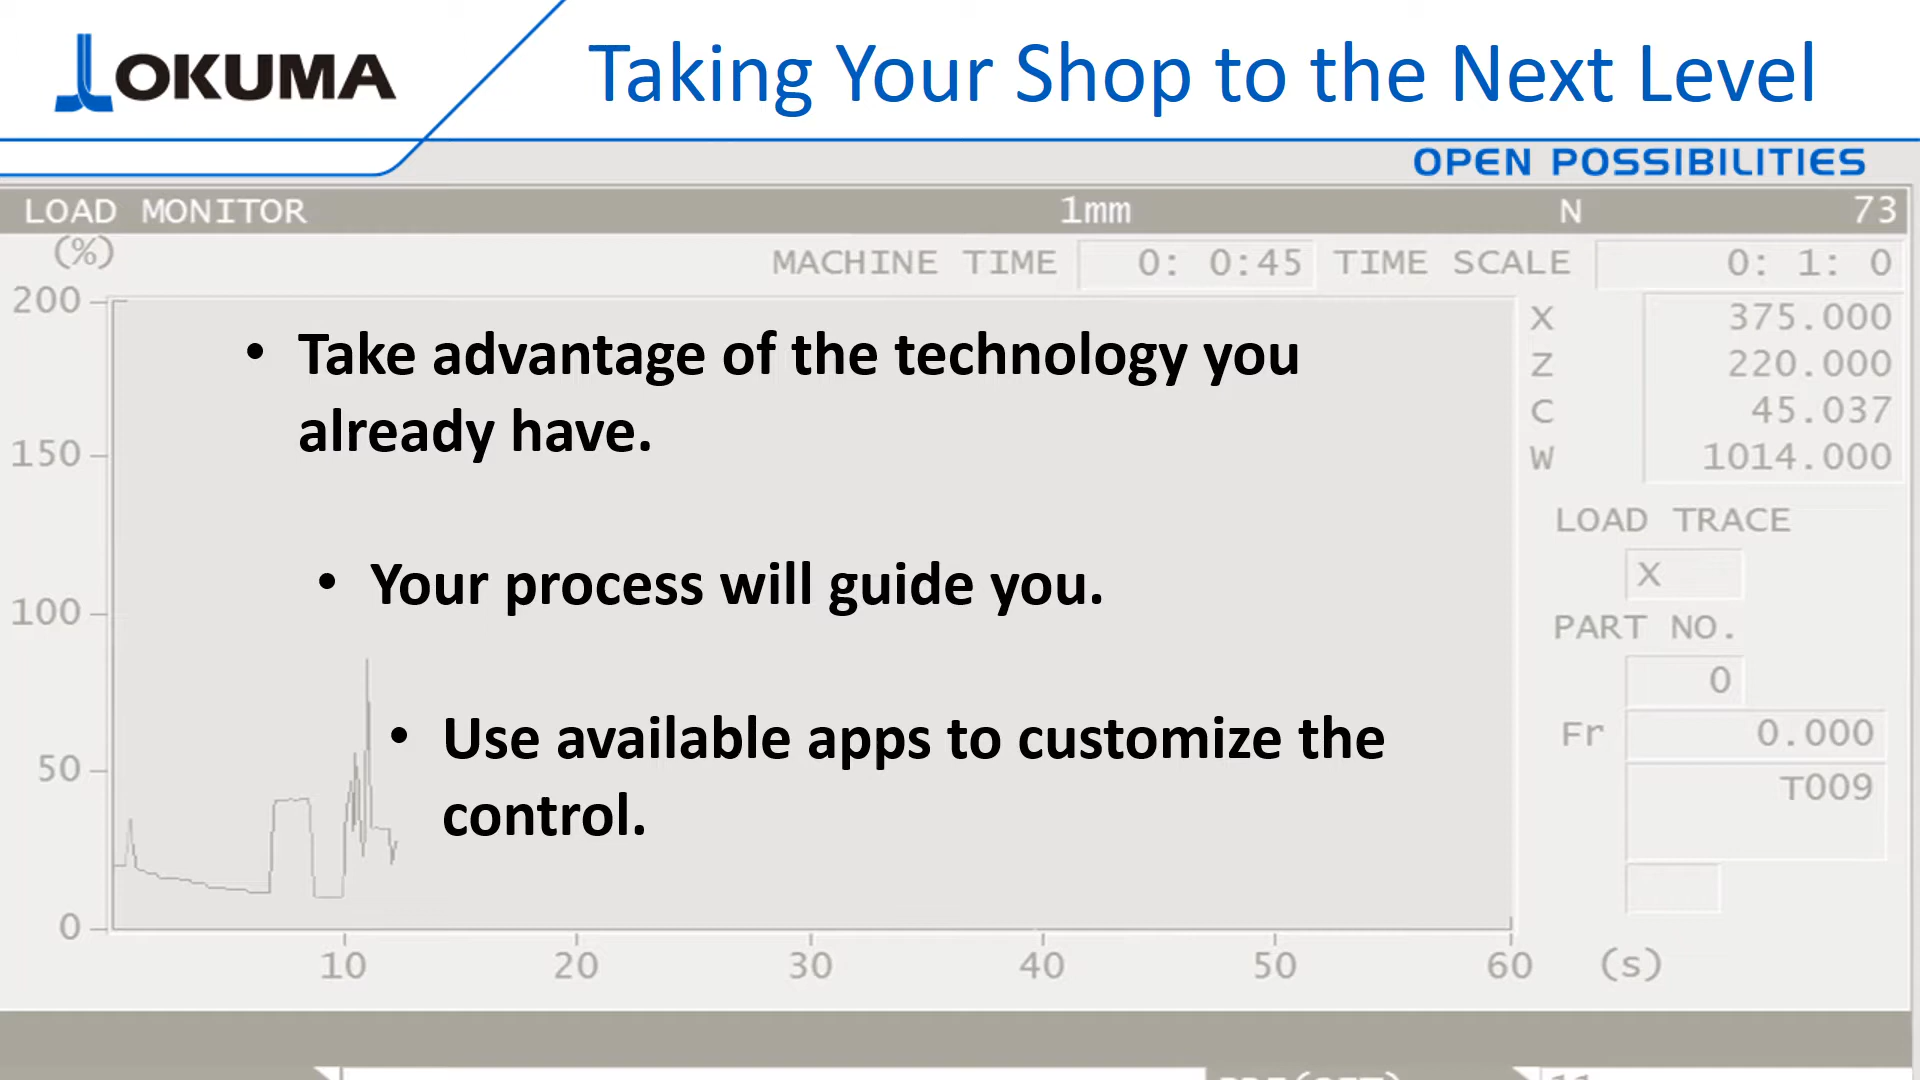 OKUMA
Taking Your Shop to the Next Level
OPEN POSSIBILITIES
LOAD MONITOR 1mm N 73
(%)
MACHINE TIME 0: 0:45 TIME SCALE 0: 1: 0
200
X 375.000
Z 220.000
C 45.037
W 1014.000
• Take advantage of the technology you
already have.
150
LOAD TRACE
X
• Your process will guide you.
100
PART NO.
0
Fr 0.000
• Use available apps to customize the
control.
50
T009
0
10 20 30 40 50 60 (s)